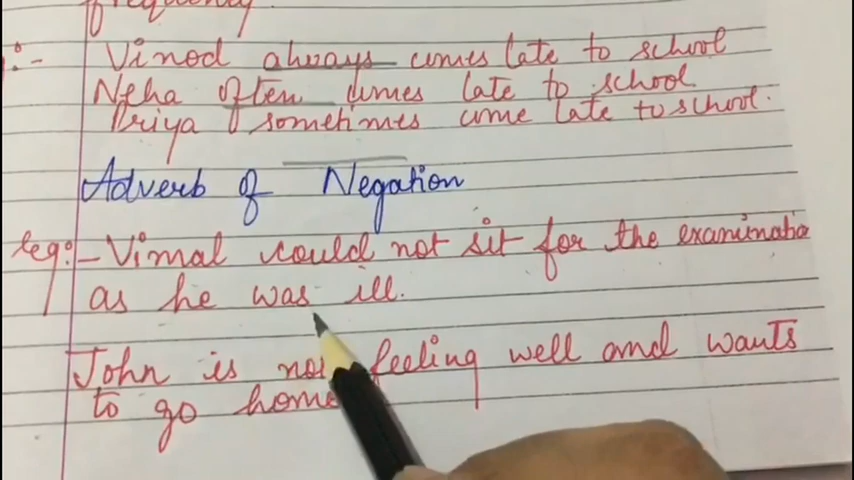 frequency.
:- Vinod always comes late to school
Neha often comes late to school
Priya sometimes come late to school.
Adverb of Negation
eg:- Vimal could not sit for the examinatio
as he was ill.
John is not feeling well and wants
to go home